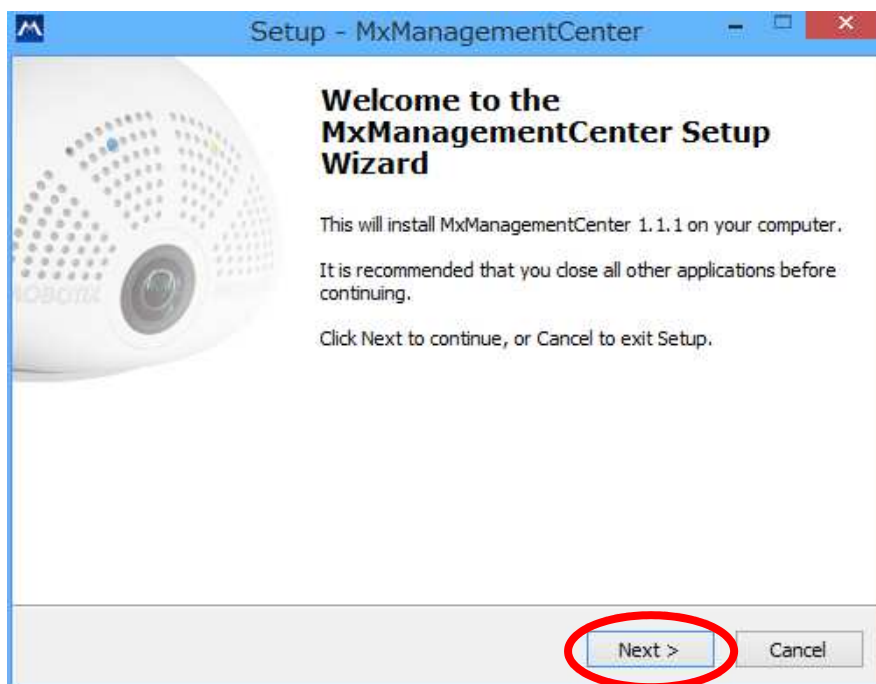 Setup - MxManagementCenter
Welcome to the
MxManagementCenter Setup
Wizard
This will install MxManagementCenter 1.1.1 on your computer.
It is recommended that you close all other applications before
continuing.
Click Next to continue, or Cancel to exit Setup.
MOBOTIX
Next >
Cancel